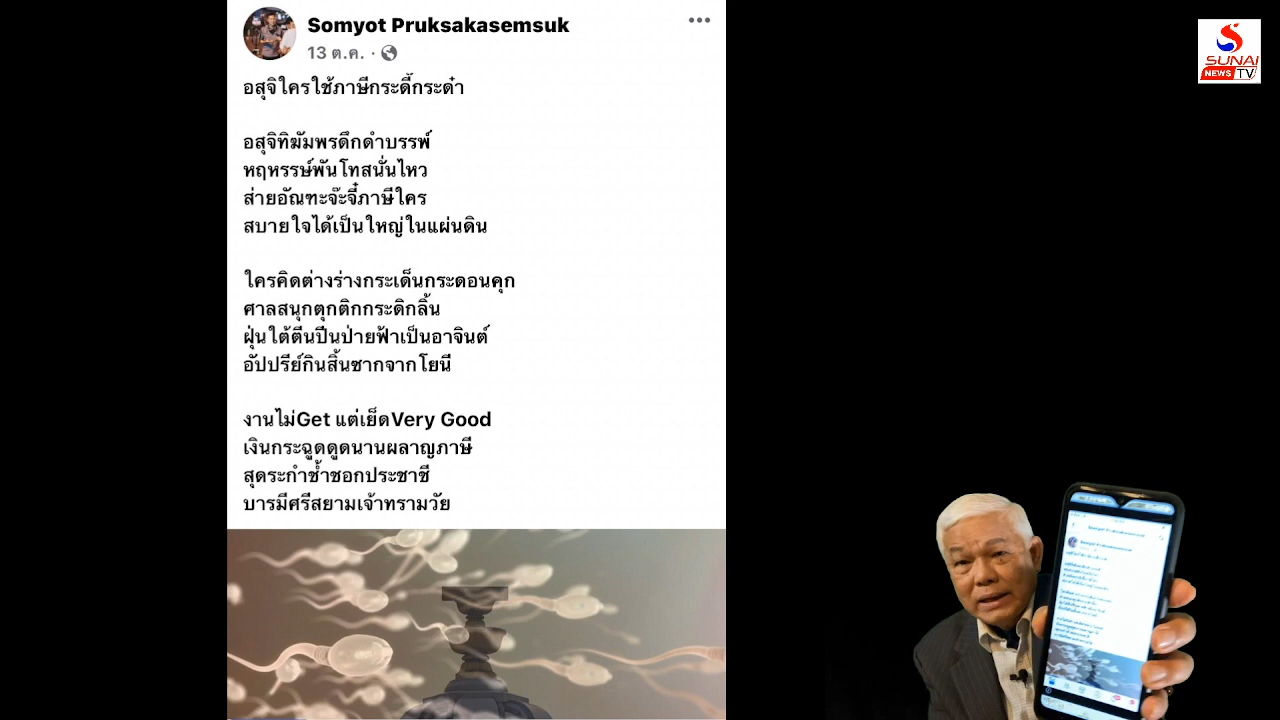 Somyot Pruksakasemsuk
13 ต.ค.
อสุจิใครใช้ภาษีกระดี้กระด๋า
อสุจิทิฆัมพรดึกดำบรรพ์
หฤหรรษ์พันโทสนั่นไหว
ส่ายอัณฑะจ๊ะจี๋ภาษีใคร
สบายใจได้เป็นใหญ่ในแผ่นดิน
ใครคิดต่างร่างกระเด็นกระดอนคุก
ศาลสนุกตุกติกกระดิกลิ้น
ฝุ่นใต้ตีนปีนป่ายฟ้าเป็นอาจินต์
อัปปรีย์กินสิ้นซากจากโยนี
งานไม่Get แต่เย็ดVery Good
เงินกระฉูดดูดนานผลาญภาษี
สุดระกำช้ำชอกประชาชี
บารมีศรีสยามเจ้าทรามวัย
SUNAI
NEWS TV